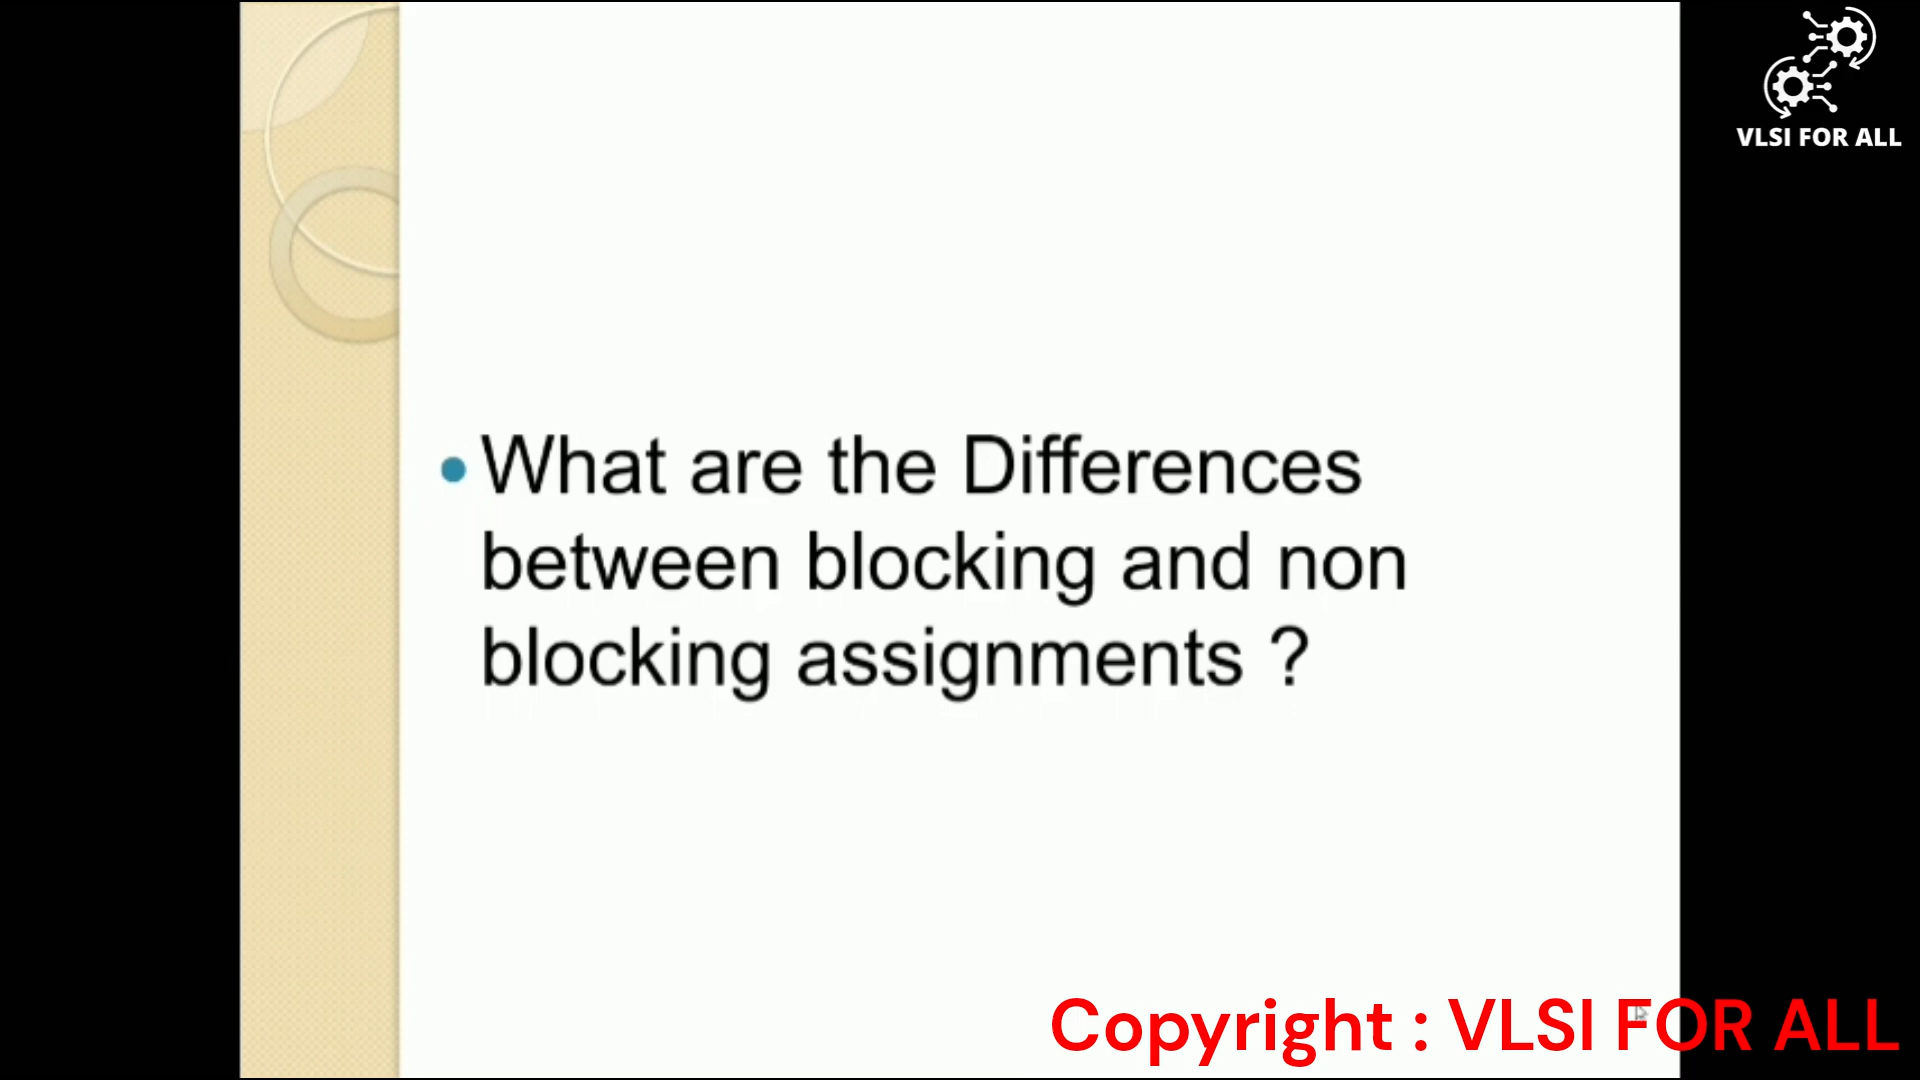 VLSI FOR ALL
• What are the Differences
between blocking and non
blocking assignments ?
Copyright : VLSI FOR ALL